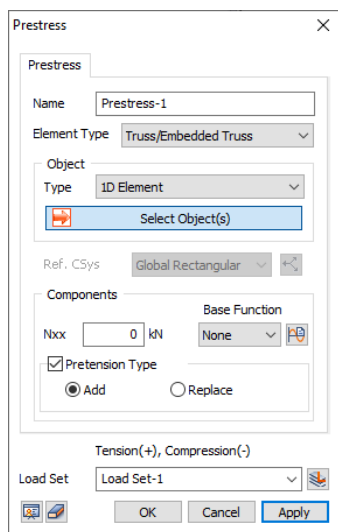 Prestress
Prestress
Name Prestress-1
Element Type Truss/Embedded Truss
Object
Type 1D Element
Select Object(s)
Ref. CSys Global Rectangular
Components
Base Function
Nxx 0 kN None
Pretension Type
Add Replace
Tension(+), Compression(-)
Load Set Load Set-1
OK Cancel Apply